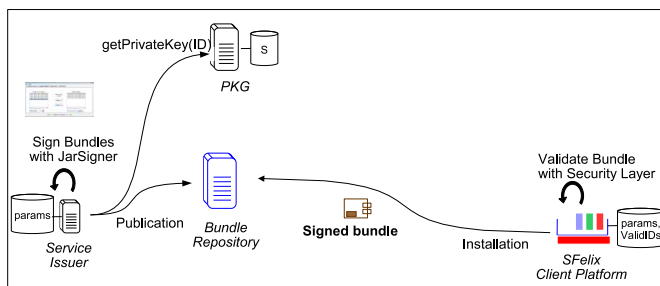 getPrivateKey(ID)
S
PKG
Sign Bundles
with JarSigner
params
Service
Issuer
Publication
Bundle
Repository
Signed bundle
Validate Bundle
with Security Layer
Installation
params,
ValidIDs
SFelix
Client Platform